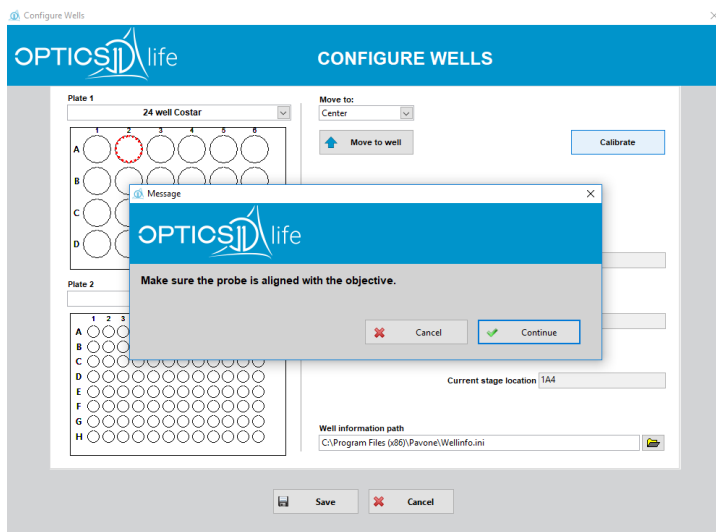 Configure Wells
OPTICS11 life
CONFIGURE WELLS
Plate 1
24 well Costar
Move to:
Center
Move to well
Calibrate
1 2 3 4 5 6
A
B
C
D
Message
OPTICS11 life
Make sure the probe is aligned with the objective.
Cancel
Continue
Plate 2
1 2 3
A
B
C
D
E
F
G
H
Current stage location 1A4
Well information path
C:\Program Files (x86)\Pavone\Wellinfo.ini
Save
Cancel